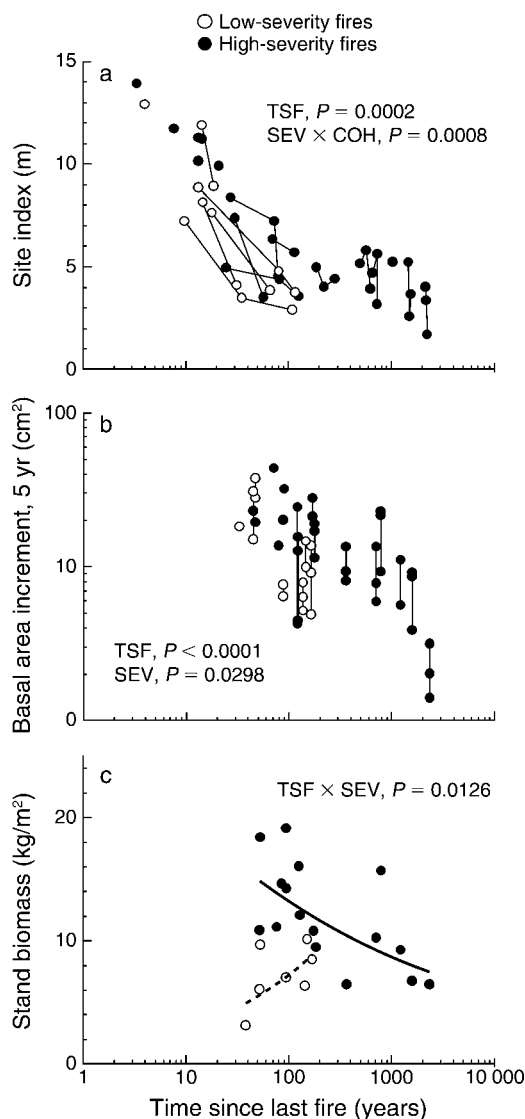 Low-severity fires
High-severity fires
a
TSF, P = 0.0002
SEV × COH, P = 0.0008
Site index (m)
15
10
5
0
b
TSF, P < 0.0001
SEV, P = 0.0298
Basal area increment, 5 yr (cm²)
100
10
0
c
TSF × SEV, P = 0.0126
Stand biomass (kg/m²)
20
10
0
1 10 100 1000 10 000
Time since last fire (years)